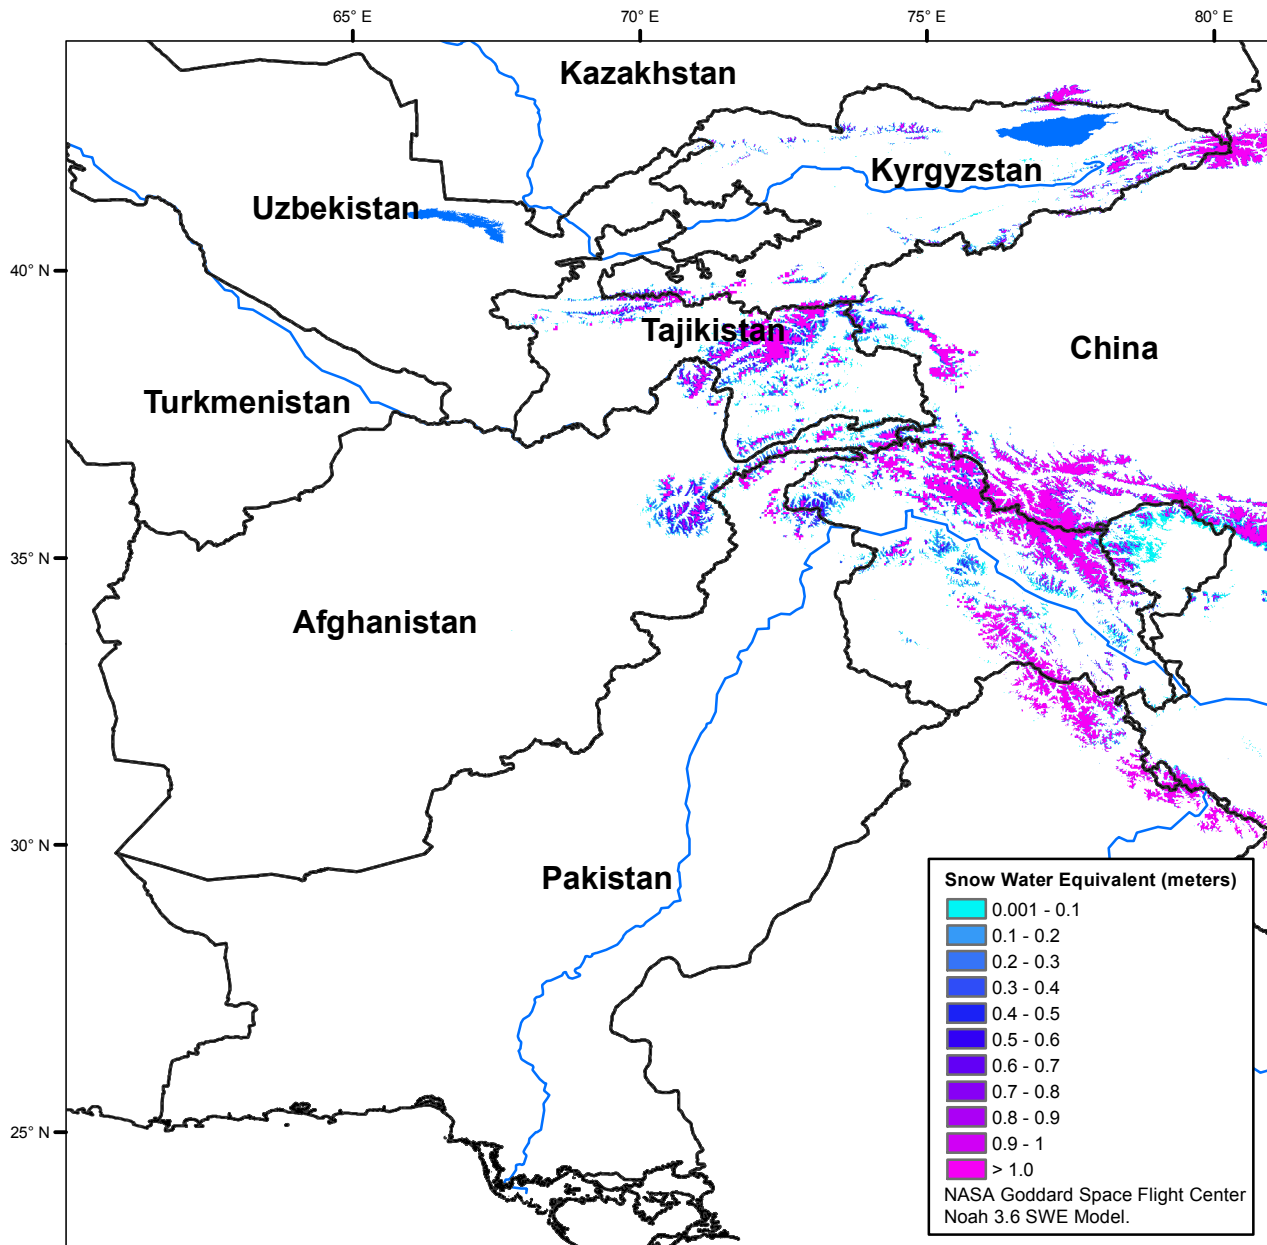 65° E
70° E
75° E
80° E
Kazakhstan
Kyrgyzstan
Uzbekistan
40° N
Tajikistan
China
Turkmenistan
35° N
Afghanistan
30° N
Pakistan
25° N
Snow Water Equivalent (meters)
0.001 - 0.1
0.1 - 0.2
0.2 - 0.3
0.3 - 0.4
0.4 - 0.5
0.5 - 0.6
0.6 - 0.7
0.7 - 0.8
0.8 - 0.9
0.9 - 1
> 1.0
NASA Goddard Space Flight Center
Noah 3.6 SWE Model.